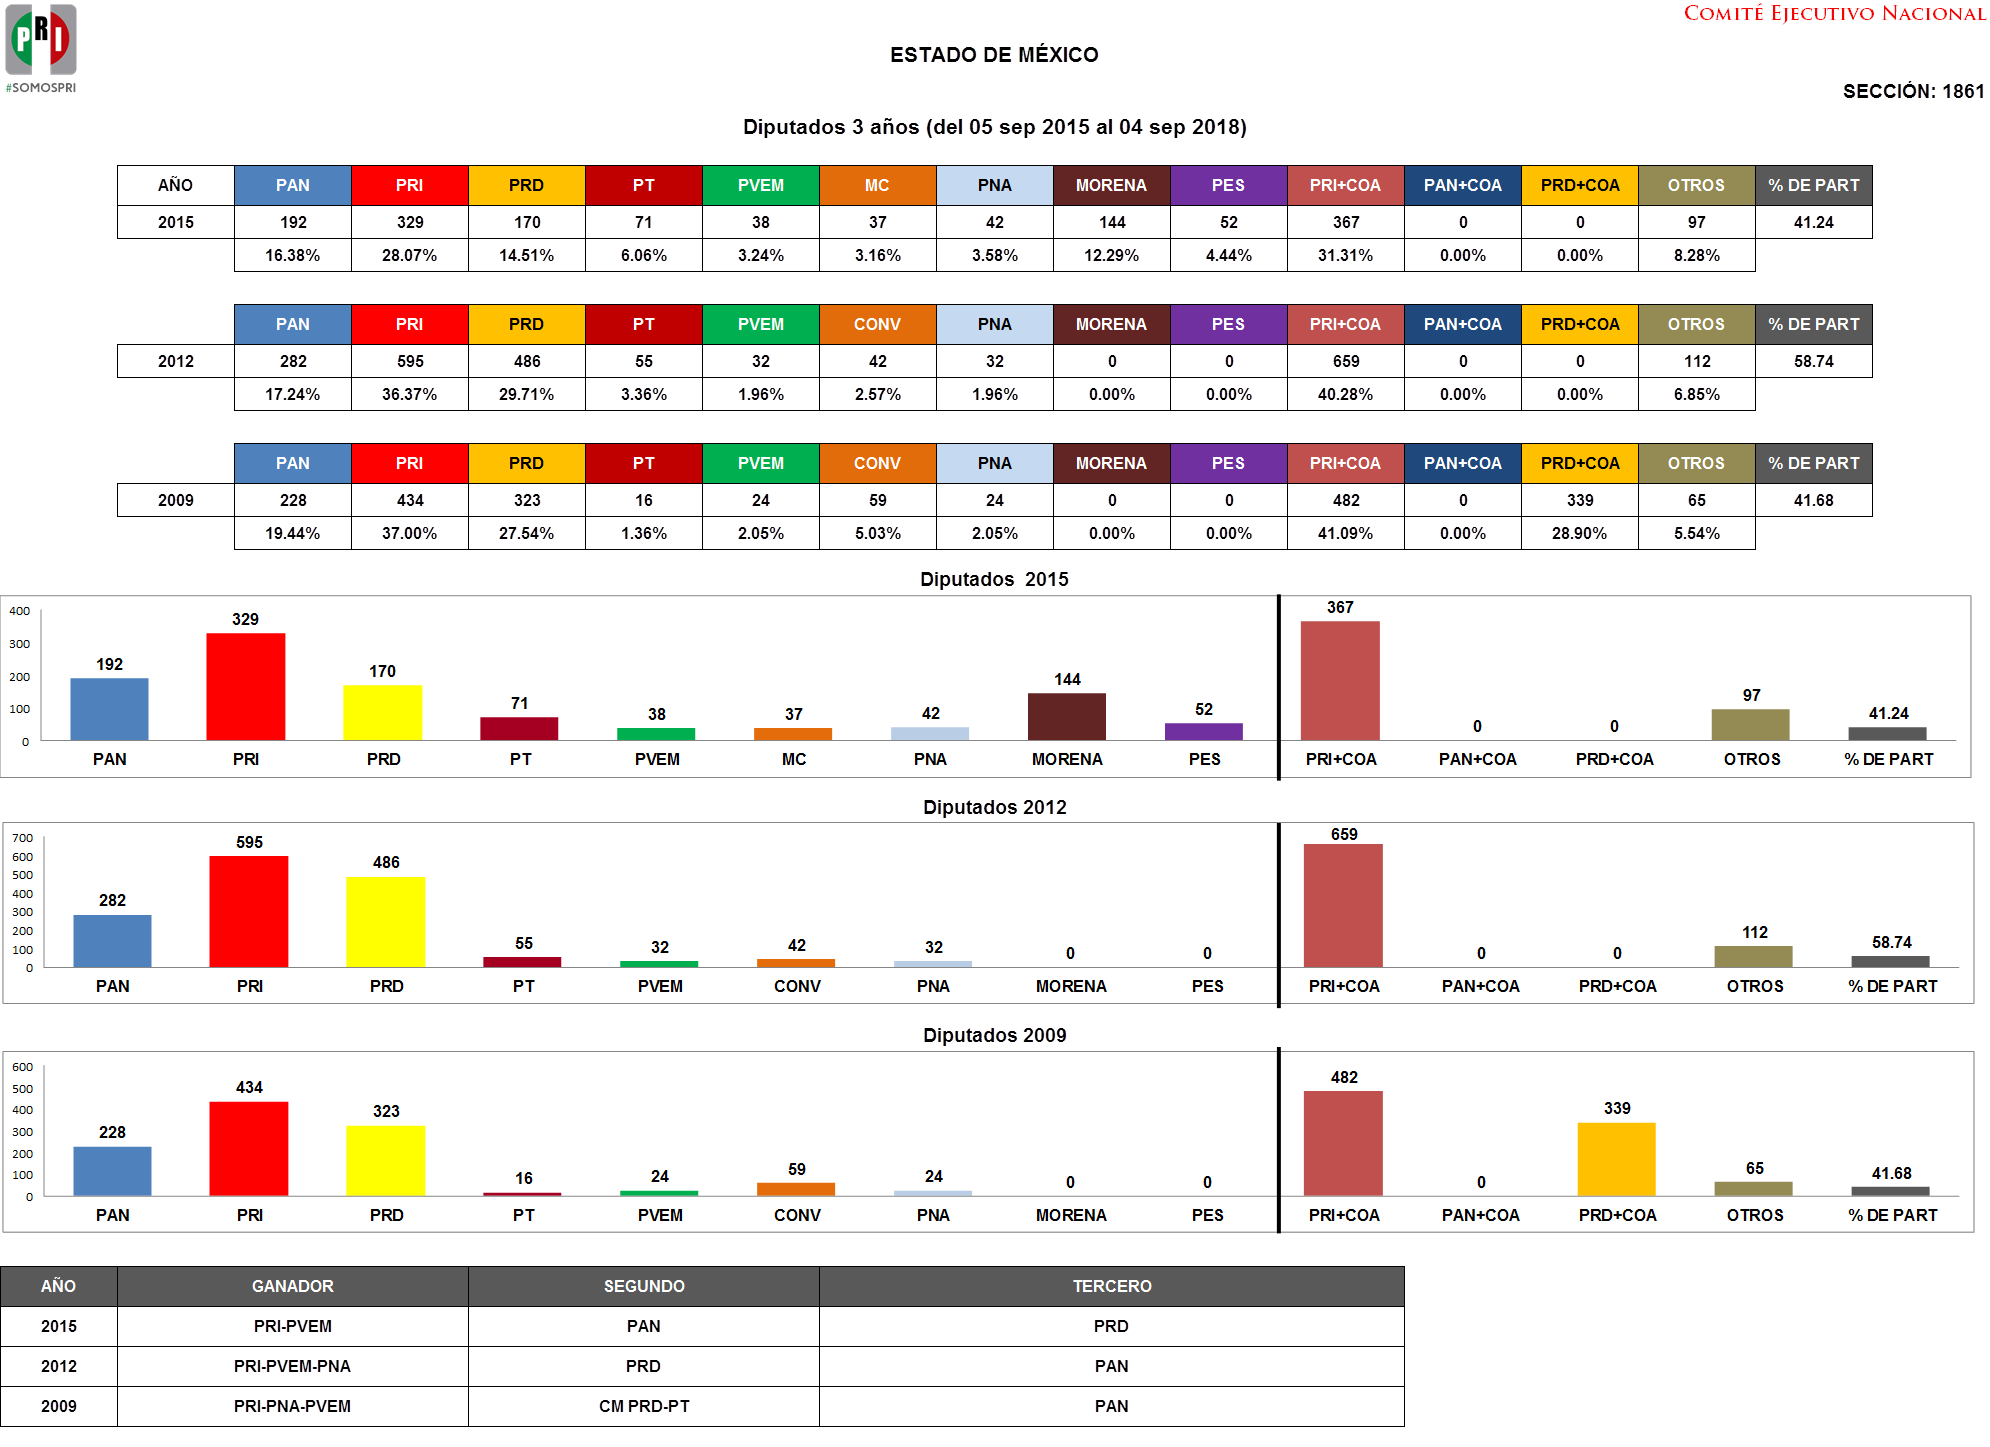 PRI
#SOMOSPRI
COMITÉ EJECUTIVO NACIONAL
ESTADO DE MÉXICO
SECCIÓN: 1861
Diputados 3 años (del 05 sep 2015 al 04 sep 2018)
AÑO PAN PRI PRD PT PVEM MC PNA MORENA PES PRI+COA PAN+COA PRD+COA OTROS % DE PART
2015 192 329 170 71 38 37 42 144 52 367 0 0 97 41.24
16.38% 28.07% 14.51% 6.06% 3.24% 3.16% 3.58% 12.29% 4.44% 31.31% 0.00% 0.00% 8.28%
PAN PRI PRD PT PVEM CONV PNA MORENA PES PRI+COA PAN+COA PRD+COA OTROS % DE PART
2012 282 595 486 55 32 42 32 0 0 659 0 0 112 58.74
17.24% 36.37% 29.71% 3.36% 1.96% 2.57% 1.96% 0.00% 0.00% 40.28% 0.00% 0.00% 6.85%
PAN PRI PRD PT PVEM CONV PNA MORENA PES PRI+COA PAN+COA PRD+COA OTROS % DE PART
2009 228 434 323 16 24 59 24 0 0 482 0 339 65 41.68
19.44% 37.00% 27.54% 1.36% 2.05% 5.03% 2.05% 0.00% 0.00% 41.09% 0.00% 28.90% 5.54%
Diputados 2015
400
300
200
100
0
192 329 170 71 38 37 42 144 52 367 0 0 97 41.24
PAN PRI PRD PT PVEM MC PNA MORENA PES PRI+COA PAN+COA PRD+COA OTROS % DE PART
Diputados 2012
700
600
500
400
300
200
100
0
282 595 486 55 32 42 32 0 0 659 0 0 112 58.74
PAN PRI PRD PT PVEM CONV PNA MORENA PES PRI+COA PAN+COA PRD+COA OTROS % DE PART
Diputados 2009
600
500
400
300
200
100
0
228 434 323 16 24 59 24 0 0 482 0 339 65 41.68
PAN PRI PRD PT PVEM CONV PNA MORENA PES PRI+COA PAN+COA PRD+COA OTROS % DE PART
AÑO GANADOR SEGUNDO TERCERO
2015 PRI-PVEM PAN PRD
2012 PRI-PVEM-PNA PRD PAN
2009 PRI-PNA-PVEM CM PRD-PT PAN